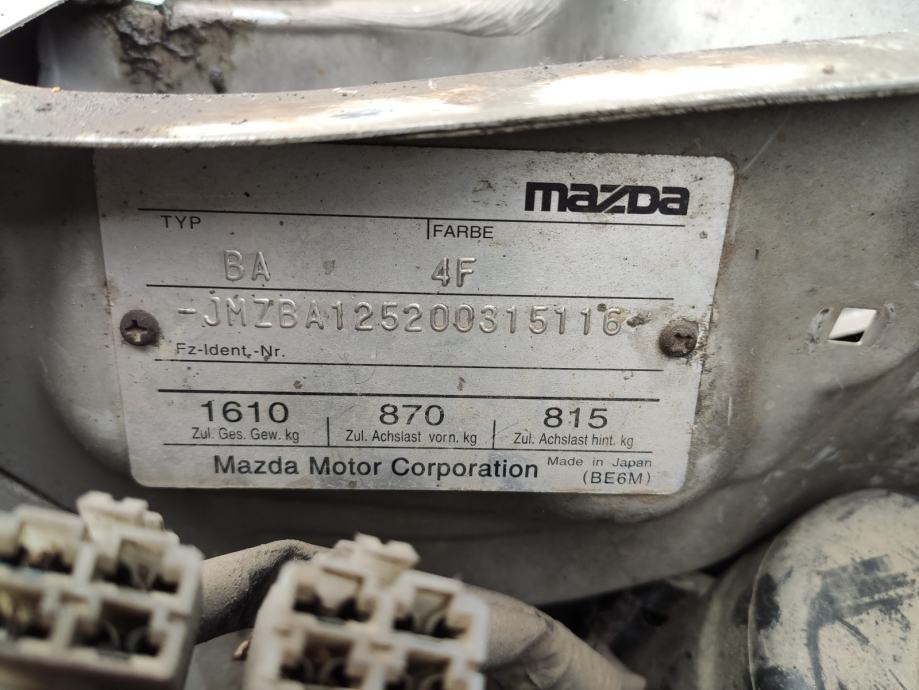 mazda
TYP FARBE
BA 4F
-JMZBA125200315116-
Fz-Ident.-Nr.
1610 870 815
Zul. Ges. Gew. kg Zul. Achslast vorn. kg Zul. Achslast hint. kg
Mazda Motor Corporation Made in Japan
(BE6M)